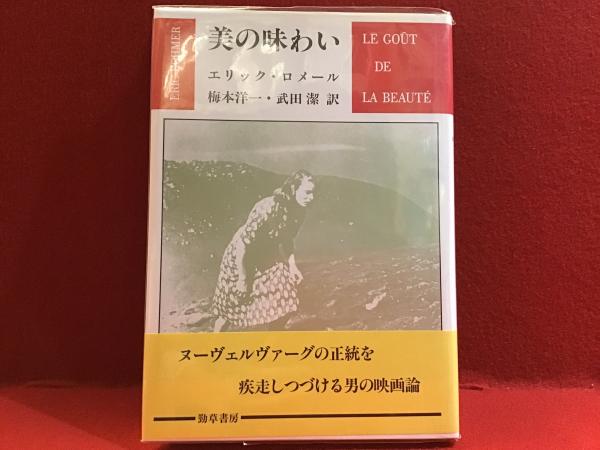 美の味わい
エリック・ロメール
梅本洋一・武田潔 訳
ERIC ROHMER
LE GOÛT
DE
LA BEAUTÉ
ヌーヴェルヴァーグの正統を
疾走しつづける男の映画論
勁草書房